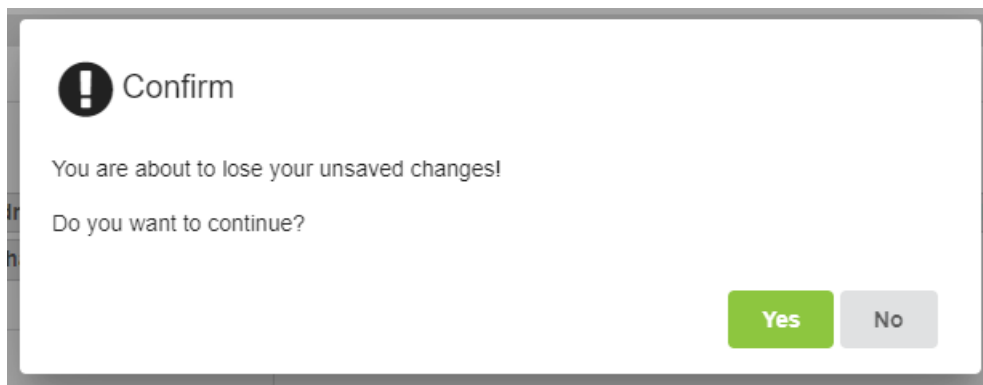 Confirm
You are about to lose your unsaved changes!
Do you want to continue?
Yes No